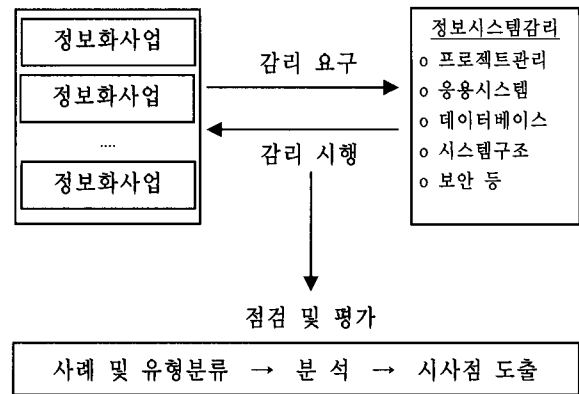 정보화사업
정보화사업
....
정보화사업
감리 요구
감리 시행
정보시스템감리
o 프로젝트관리
o 응용시스템
o 데이터베이스
o 시스템구조
o 보안 등
점검 및 평가
사례 및 유형분류 → 분 석 → 시사점 도출